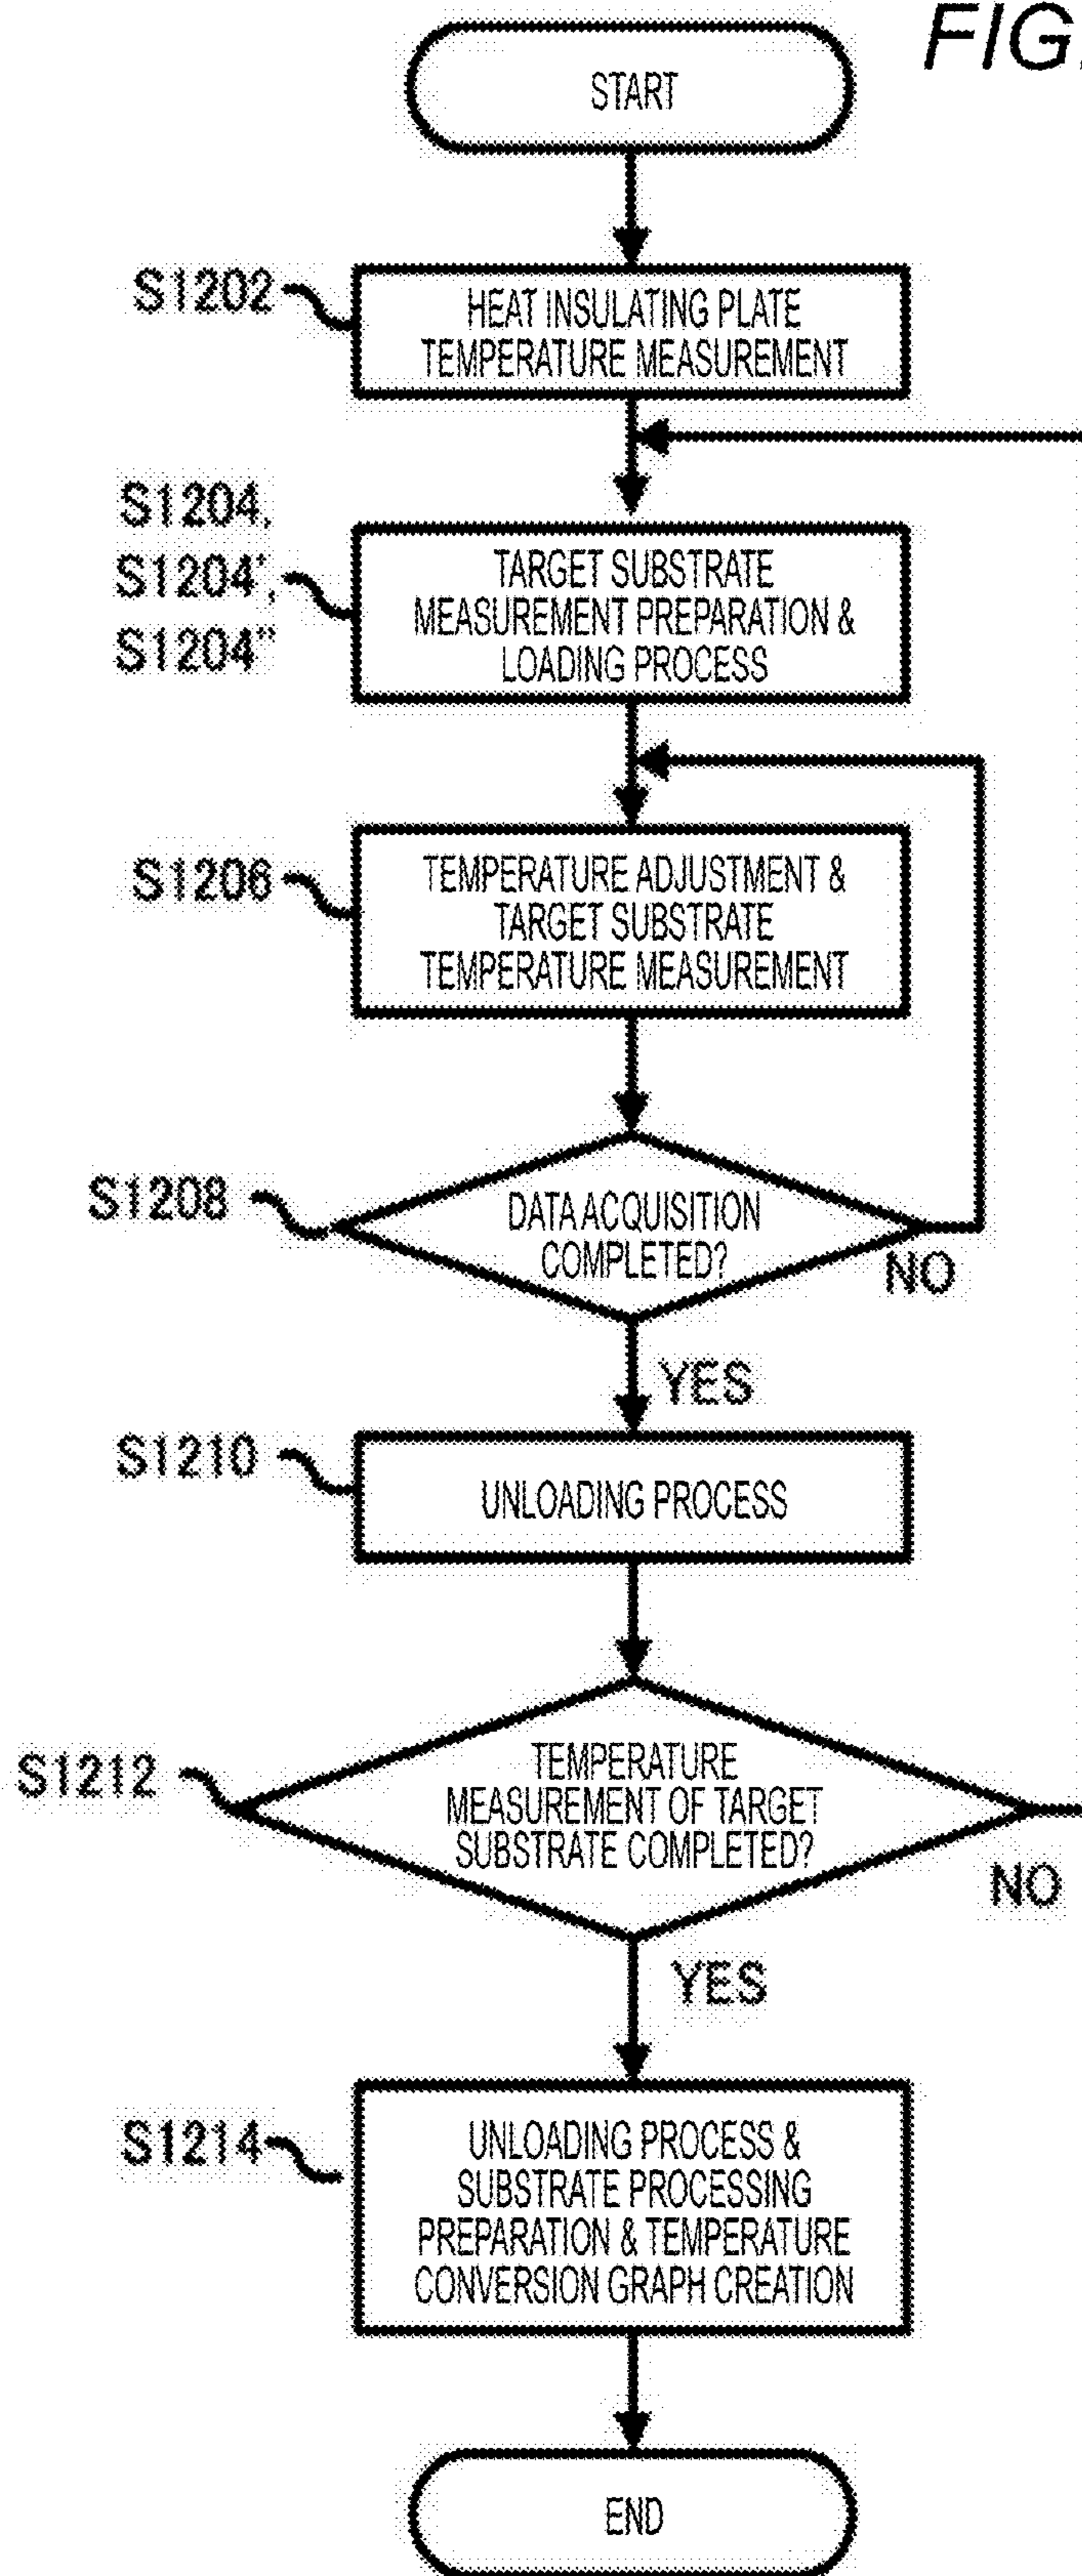 FIG.
START
S1202
HEAT INSULATING PLATE
TEMPERATURE MEASUREMENT
S1204,
S1204',
S1204"
TARGET SUBSTRATE
MEASUREMENT PREPARATION &
LOADING PROCESS
S1206
TEMPERATURE ADJUSTMENT &
TARGET SUBSTRATE
TEMPERATURE MEASUREMENT
S1208
DATA ACQUISITION
COMPLETED?
NO
YES
S1210
UNLOADING PROCESS
S1212
TEMPERATURE
MEASUREMENT OF TARGET
SUBSTRATE COMPLETED?
NO
YES
S1214
UNLOADING PROCESS &
SUBSTRATE PROCESSING
PREPARATION & TEMPERATURE
CONVERSION GRAPH CREATION
END